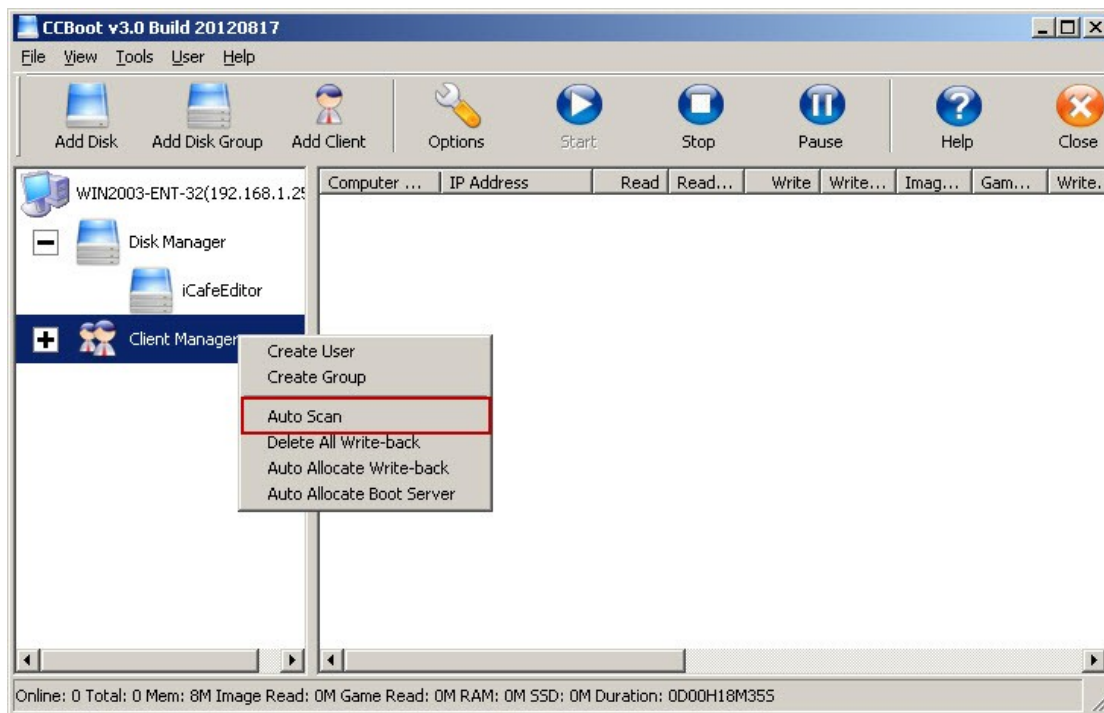 CCBoot v3.0 Build 20120817
File View Tools User Help
Add Disk Add Disk Group Add Client Options Start Stop Pause Help Close
Computer ... IP Address Read Read... Write Write... Imag... Gam... Write.
WIN2003-ENT-32(192.168.1.25
Disk Manager
iCafeEditor
Client Manager
Create User
Create Group
Auto Scan
Delete All Write-back
Auto Allocate Write-back
Auto Allocate Boot Server
Online: 0 Total: 0 Mem: 8M Image Read: 0M Game Read: 0M RAM: 0M SSD: 0M Duration: 0D00H18M35S